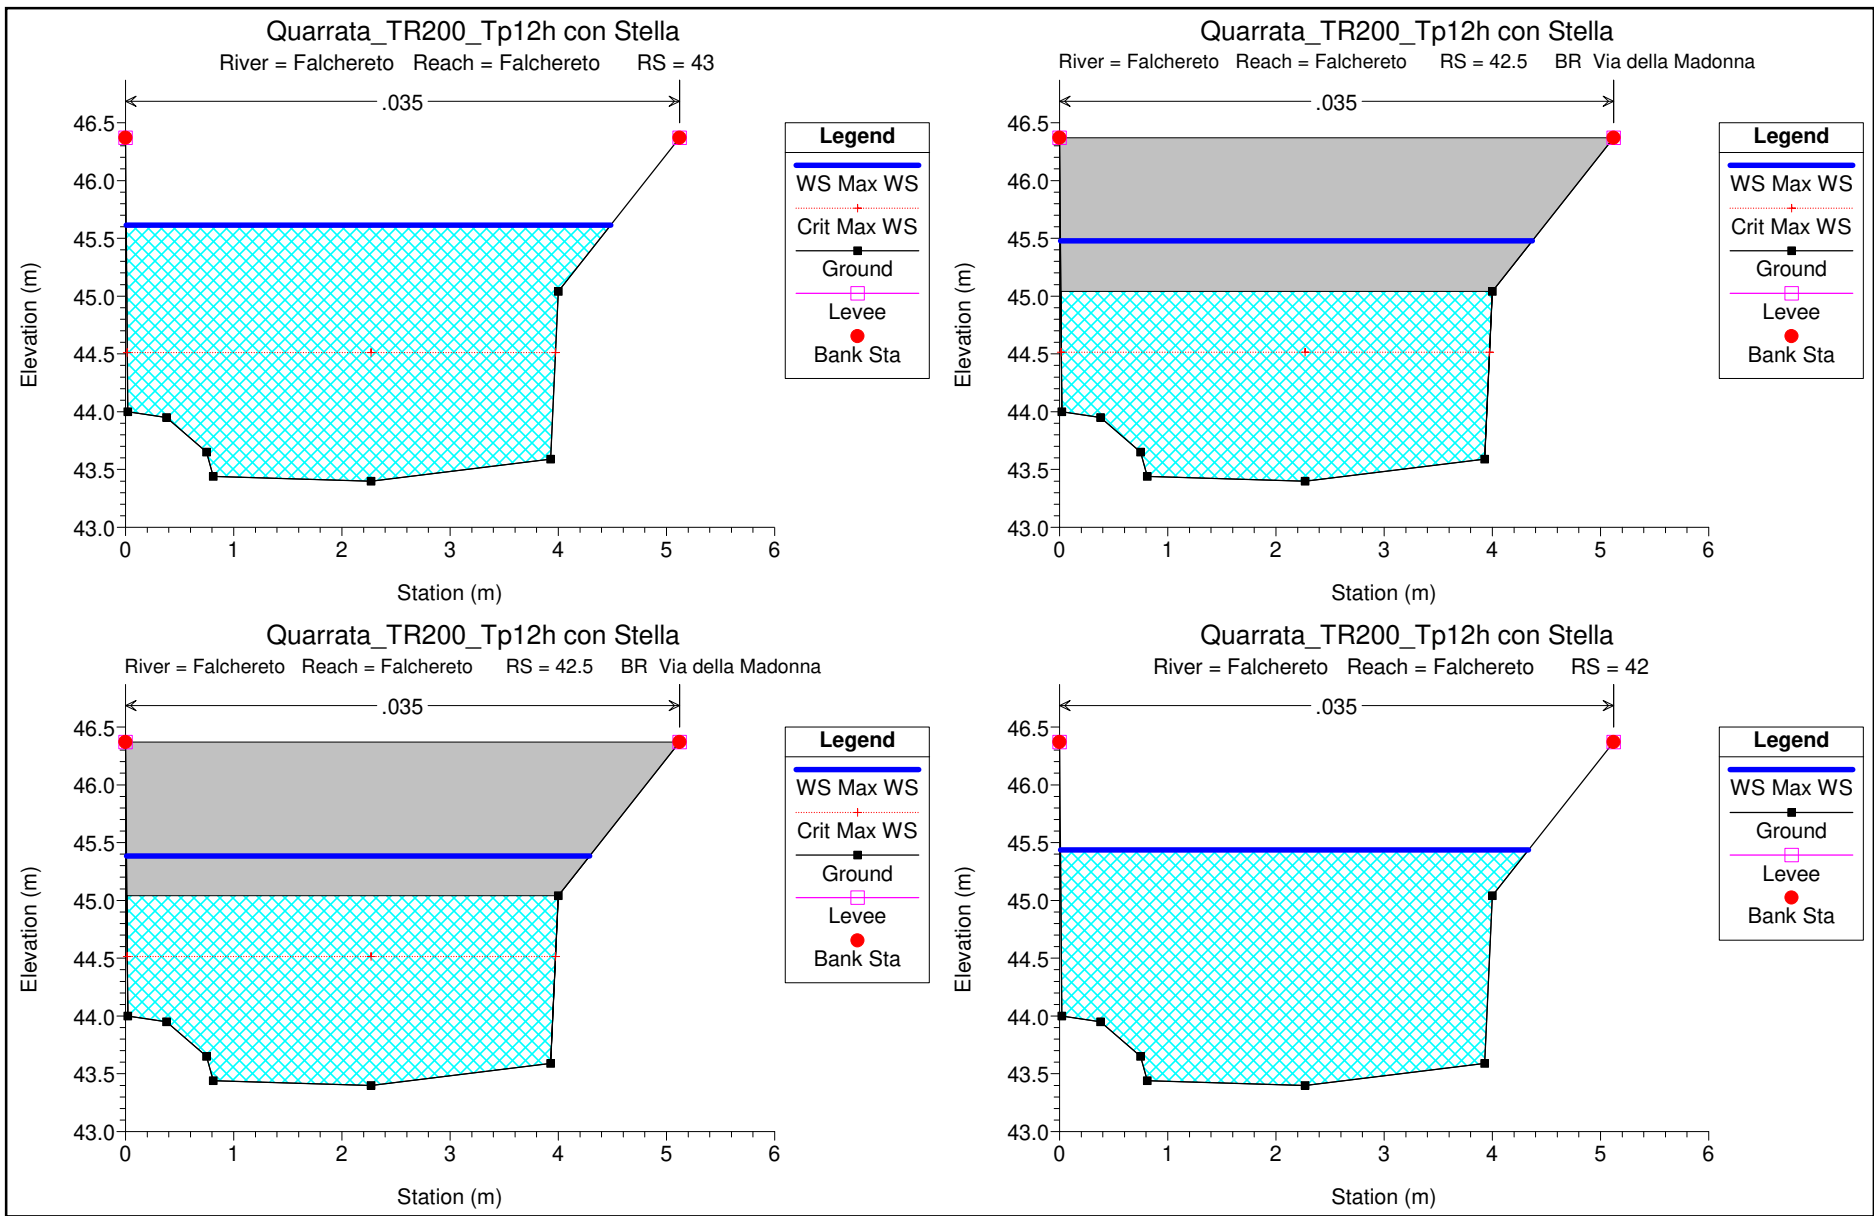 Quarrata_TR200_Tp12h con Stella
River = Falchereto Reach = Falchereto RS = 43
.035
46.5
46.0
45.5
45.0
44.5
44.0
43.5
43.0
0 1 2 3 4 5 6
Station (m)
Elevation (m)
Legend
WS Max WS
Crit Max WS
Ground
Levee
Bank Sta
Quarrata_TR200_Tp12h con Stella
River = Falchereto Reach = Falchereto RS = 42.5 BR Via della Madonna
.035
46.5
46.0
45.5
45.0
44.5
44.0
43.5
43.0
0 1 2 3 4 5 6
Station (m)
Elevation (m)
Legend
WS Max WS
Crit Max WS
Ground
Levee
Bank Sta
Quarrata_TR200_Tp12h con Stella
River = Falchereto Reach = Falchereto RS = 42.5 BR Via della Madonna
.035
46.5
46.0
45.5
45.0
44.5
44.0
43.5
43.0
0 1 2 3 4 5 6
Station (m)
Elevation (m)
Legend
WS Max WS
Crit Max WS
Ground
Levee
Bank Sta
Quarrata_TR200_Tp12h con Stella
River = Falchereto Reach = Falchereto RS = 42
.035
46.5
46.0
45.5
45.0
44.5
44.0
43.5
43.0
0 1 2 3 4 5 6
Station (m)
Elevation (m)
Legend
WS Max WS
Ground
Levee
Bank Sta